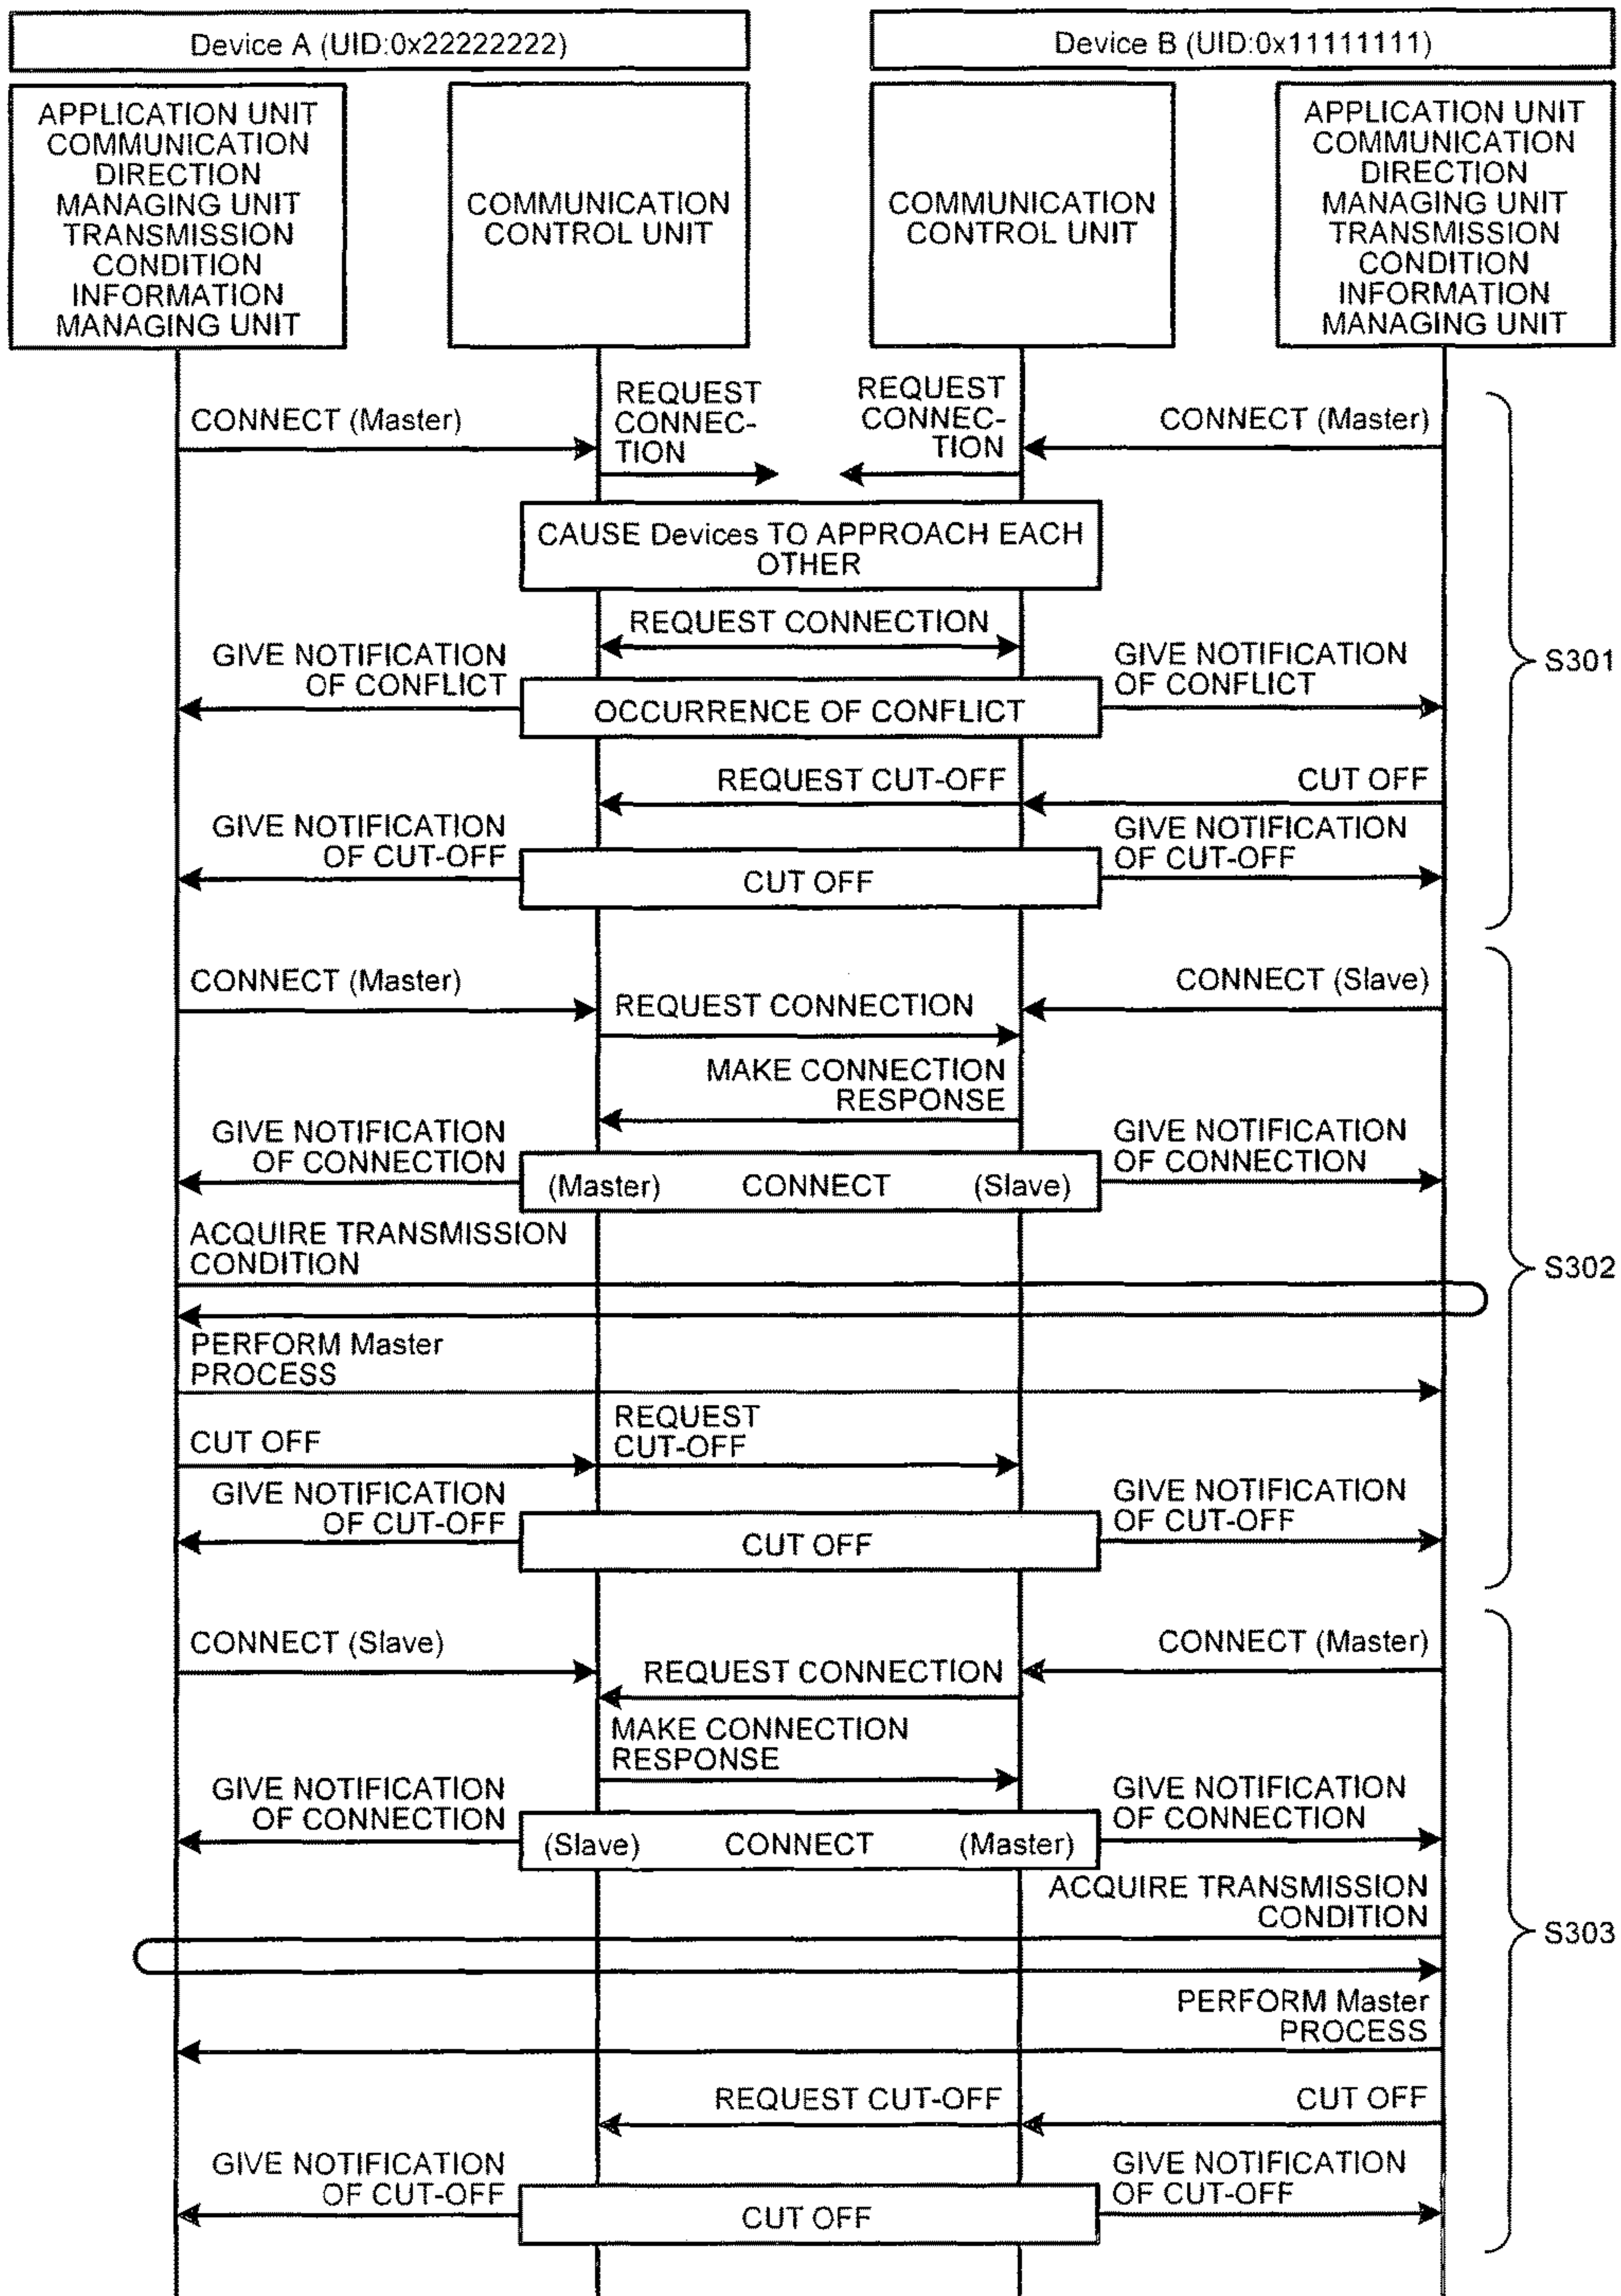 Device A (UID:0x22222222)
Device B (UID:0x11111111)
APPLICATION UNIT
COMMUNICATION
DIRECTION
MANAGING UNIT
TRANSMISSION
CONDITION
INFORMATION
MANAGING UNIT
COMMUNICATION
CONTROL UNIT
COMMUNICATION
CONTROL UNIT
APPLICATION UNIT
COMMUNICATION
DIRECTION
MANAGING UNIT
TRANSMISSION
CONDITION
INFORMATION
MANAGING UNIT
CONNECT (Master)
REQUEST
CONNEC-
TION
REQUEST
CONNEC-
TION
CONNECT (Master)
CAUSE Devices TO APPROACH EACH
OTHER
REQUEST CONNECTION
GIVE NOTIFICATION
OF CONFLICT
OCCURRENCE OF CONFLICT
GIVE NOTIFICATION
OF CONFLICT
S301
REQUEST CUT-OFF
CUT OFF
GIVE NOTIFICATION
OF CUT-OFF
CUT OFF
GIVE NOTIFICATION
OF CUT-OFF
CONNECT (Master)
REQUEST CONNECTION
CONNECT (Slave)
MAKE CONNECTION
RESPONSE
GIVE NOTIFICATION
OF CONNECTION
(Master) CONNECT (Slave)
GIVE NOTIFICATION
OF CONNECTION
ACQUIRE TRANSMISSION
CONDITION
S302
PERFORM Master
PROCESS
CUT OFF
REQUEST
CUT-OFF
GIVE NOTIFICATION
OF CUT-OFF
CUT OFF
GIVE NOTIFICATION
OF CUT-OFF
CONNECT (Slave)
REQUEST CONNECTION
CONNECT (Master)
MAKE CONNECTION
RESPONSE
GIVE NOTIFICATION
OF CONNECTION
(Slave) CONNECT (Master)
GIVE NOTIFICATION
OF CONNECTION
ACQUIRE TRANSMISSION
CONDITION
S303
PERFORM Master
PROCESS
REQUEST CUT-OFF
CUT OFF
GIVE NOTIFICATION
OF CUT-OFF
CUT OFF
GIVE NOTIFICATION
OF CUT-OFF